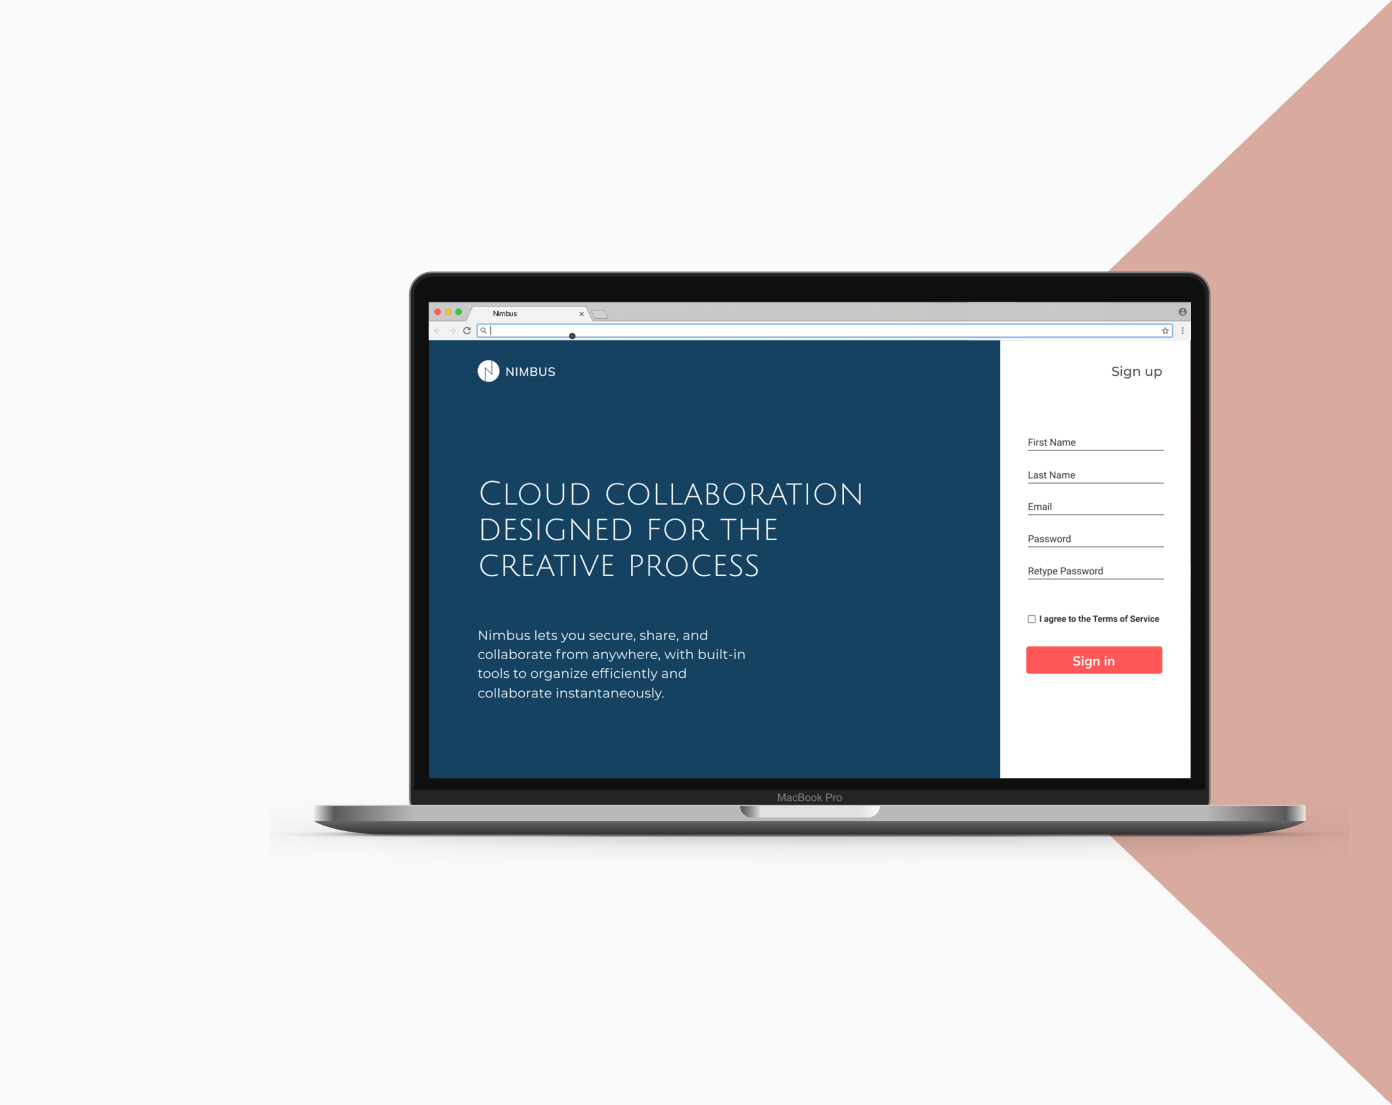 Nimbus
NIMBUS
Sign up
Cloud collaboration
designed for the
creative process
Nimbus lets you secure, share, and
collaborate from anywhere, with built-in
tools to organize efficiently and
collaborate instantaneously.
First Name
Last Name
Email
Password
Retype Password
I agree to the Terms of Service
Sign in
MacBook Pro